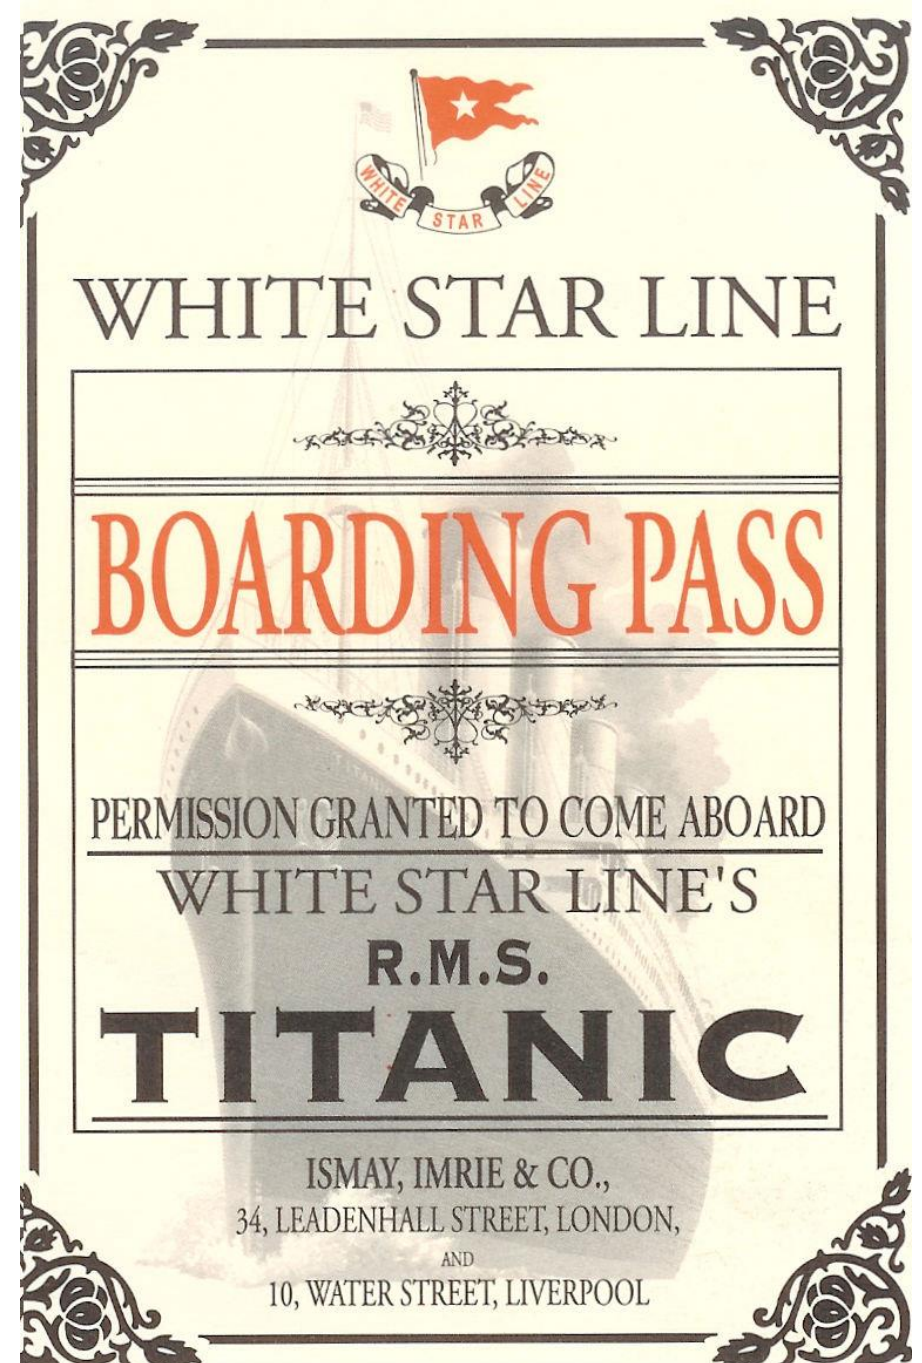 WHITE STAR LINE
WHITE STAR LINE
BOARDING PASS
TITANIC
PERMISSION GRANTED TO COME ABOARD
WHITE STAR LINE'S
R.M.S.
TITANIC
ISMAY, IMRIE & CO.,
34, LEADENHALL STREET, LONDON,
AND
10, WATER STREET, LIVERPOOL